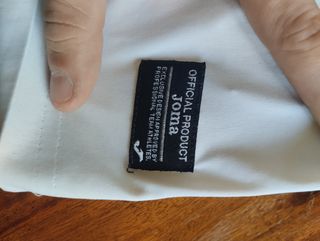 OFFICIAL PRODUCT
Joma
EXCLUSIVE DESIGN APPROVED BY
PROFESSIONAL TEAM ATHLETES.